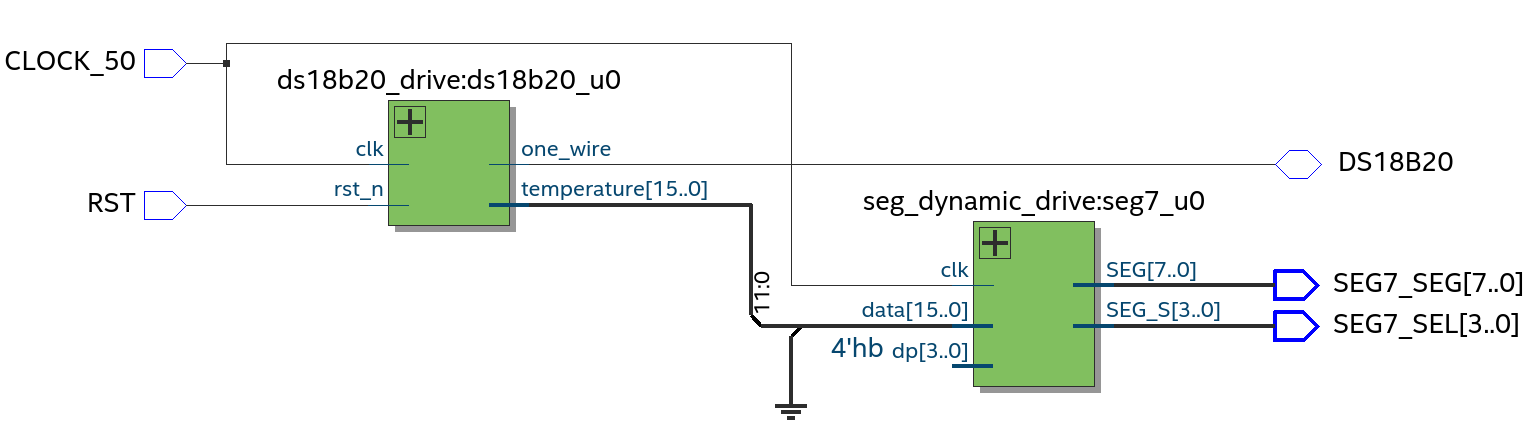 CLOCK_50
ds18b20_drive:ds18b20_u0
clk
one_wire
DS18B20
RST
rst_n
temperature[15..0]
seg_dynamic_drive:seg7_u0
11:0
clk
SEG[7..0]
SEG7_SEG[7..0]
data[15..0]
SEG_S[3..0]
SEG7_SEL[3..0]
4'hb dp[3..0]